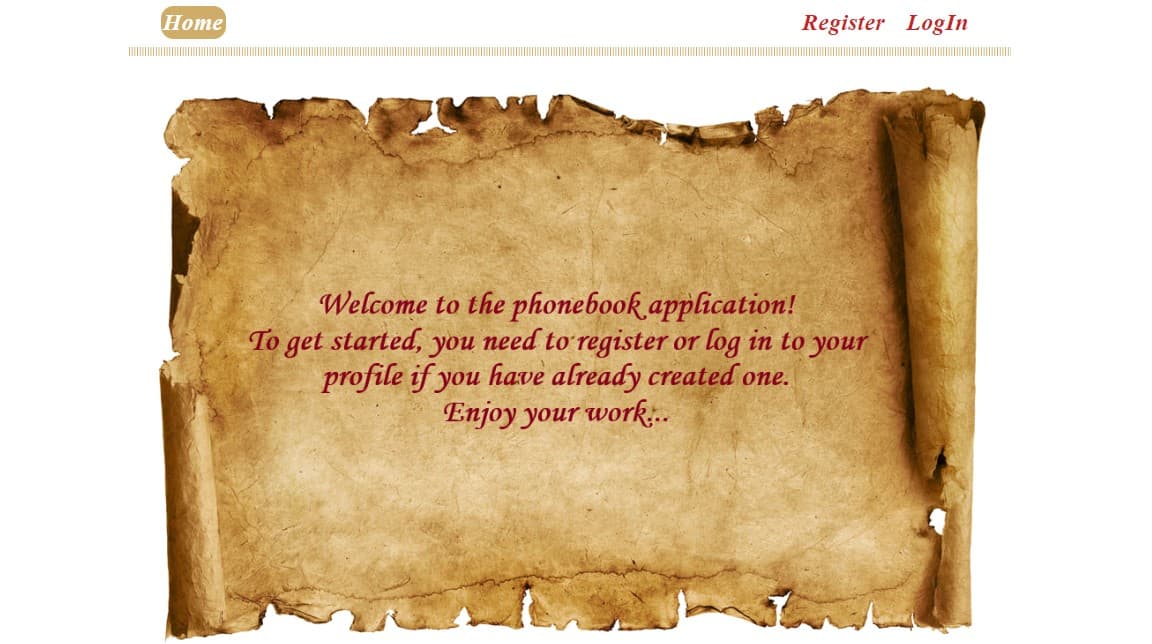 Home
Register LogIn
Welcome to the phonebook application!
To get started, you need to register or log in to your
profile if you have already created one.
Enjoy your work...